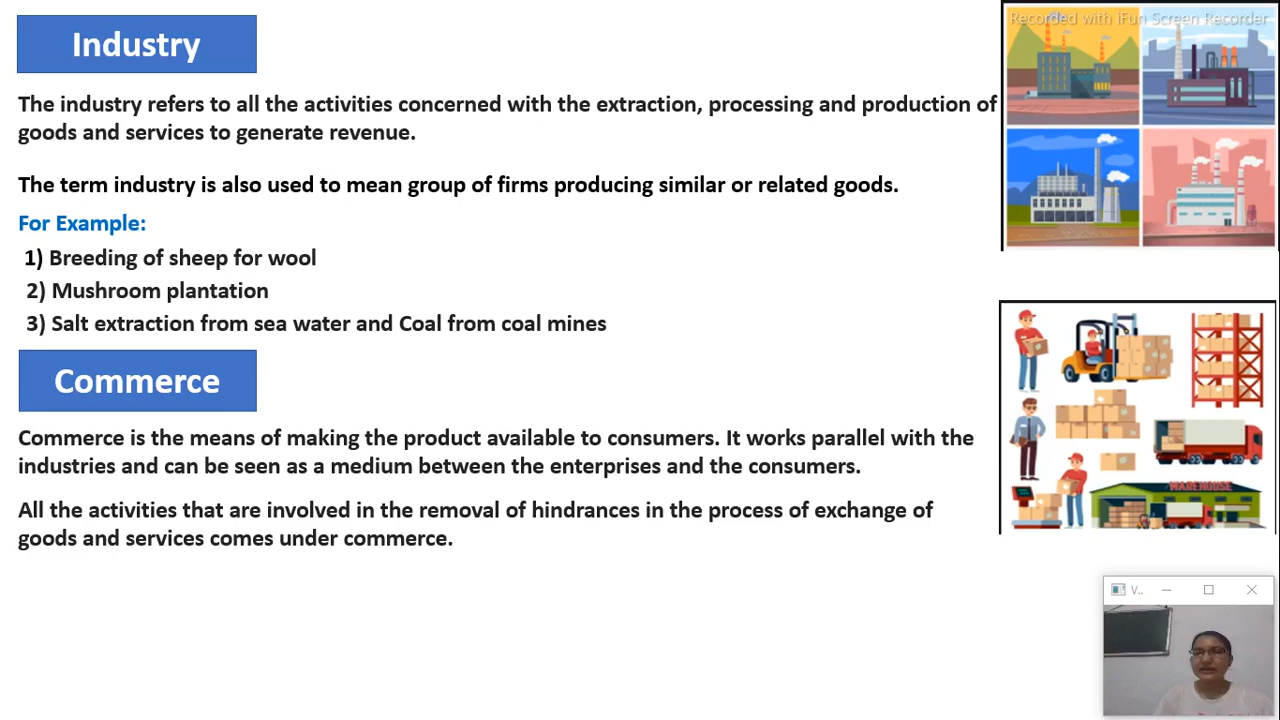 Recorded with iFun Screen Recorder
Industry
The industry refers to all the activities concerned with the extraction, processing and production of
goods and services to generate revenue.
The term industry is also used to mean group of firms producing similar or related goods.
For Example:
1) Breeding of sheep for wool
2) Mushroom plantation
3) Salt extraction from sea water and Coal from coal mines
Commerce
Commerce is the means of making the product available to consumers. It works parallel with the
industries and can be seen as a medium between the enterprises and the consumers.
All the activities that are involved in the removal of hindrances in the process of exchange of
goods and services comes under commerce.
WAREHOUSE
V..